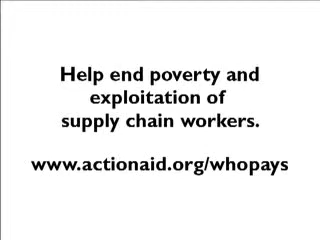 Help end poverty and
exploitation of
supply chain workers.
www.actionaid.org/whopays